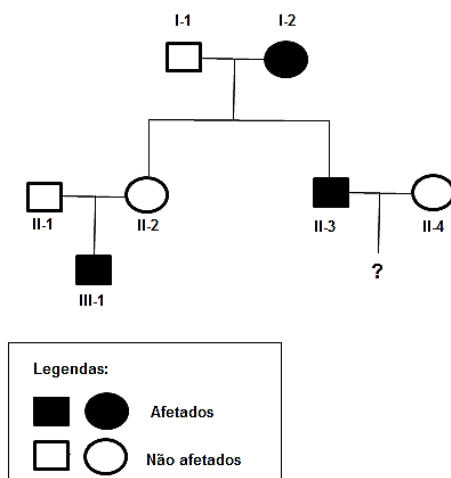 I-1 I-2
II-1 II-2 II-3 II-4
?
III-1
Legendas:
Afetados
Não afetados